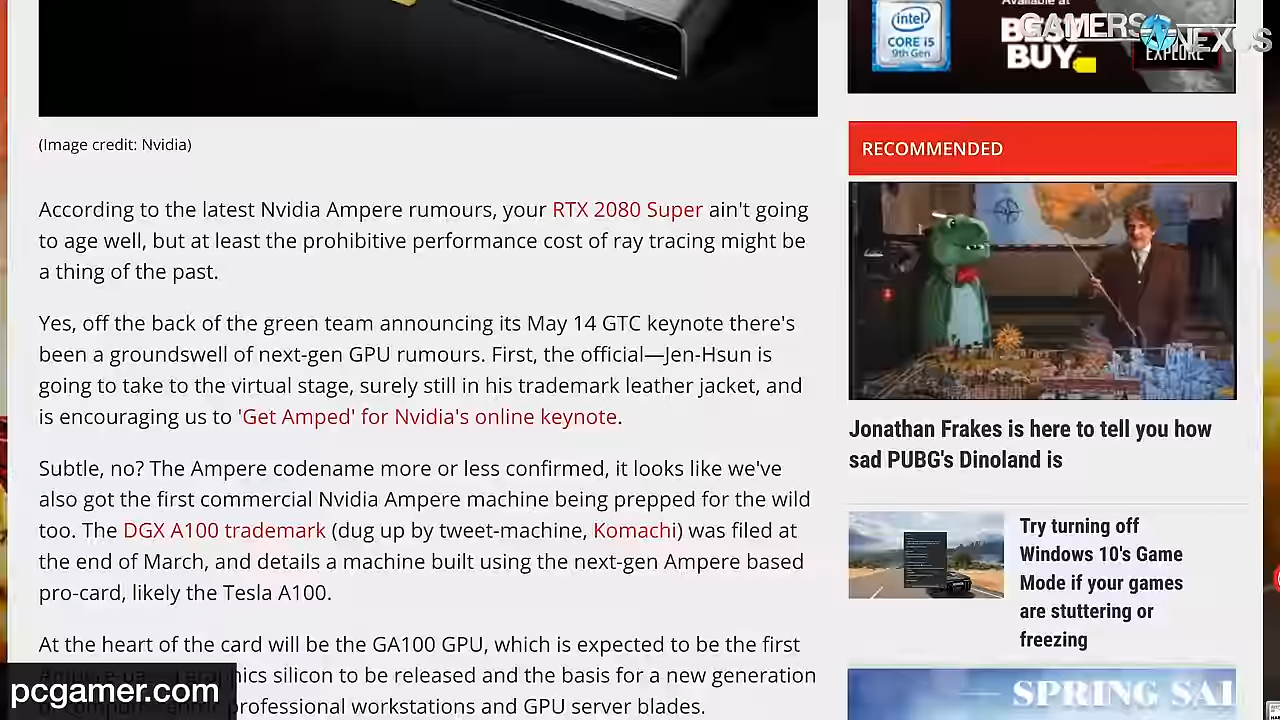 Available at
GAMERS NEXUS
intel
CORE i5
9th Gen
BEST
BUY
EXPLORE
(Image credit: Nvidia)
RECOMMENDED
According to the latest Nvidia Ampere rumours, your RTX 2080 Super ain't going
to age well, but at least the prohibitive performance cost of ray tracing might be
a thing of the past.
Yes, off the back of the green team announcing its May 14 GTC keynote there's
been a groundswell of next-gen GPU rumours. First, the official—Jen-Hsun is
going to take to the virtual stage, surely still in his trademark leather jacket, and
is encouraging us to 'Get Amped' for Nvidia's online keynote.
Subtle, no? The Ampere codename more or less confirmed, it looks like we've
also got the first commercial Nvidia Ampere machine being prepped for the wild
too. The DGX A100 trademark (dug up by tweet-machine, Komachi) was filed at
the end of March, and details a machine built using the next-gen Ampere based
pro-card, likely the Tesla A100.
At the heart of the card will be the GA100 GPU, which is expected to be the first
silicon to be released and the basis for a new generation
professional workstations and GPU server blades.
Jonathan Frakes is here to tell you how
sad PUBG's Dinoland is
Try turning off
Windows 10's Game
Mode if your games
are stuttering or
freezing
SPRING
pcgamer.com